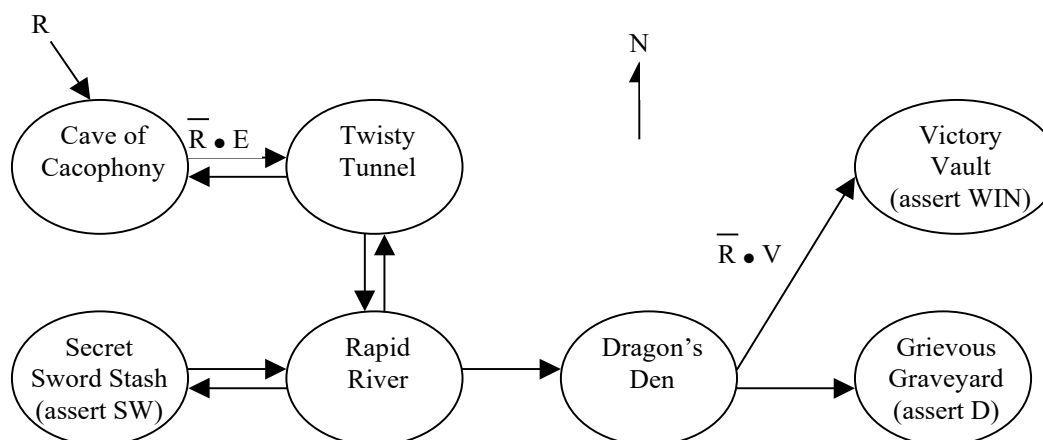 R
N
Cave of
Cacophony
R̅ • E
Twisty
Tunnel
Victory
Vault
(assert WIN)
R̅ • V
Secret
Sword Stash
(assert SW)
Rapid
River
Dragon’s
Den
Grievous
Graveyard
(assert D)